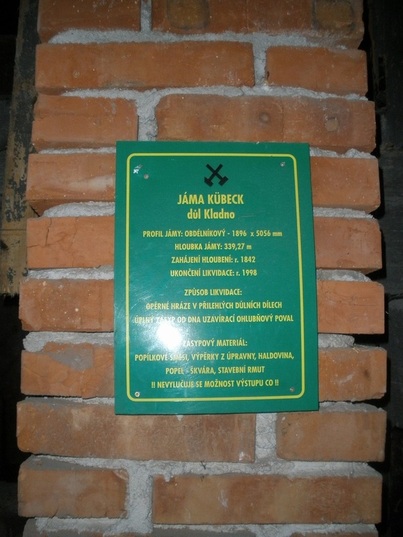 JÁMA KÜBECK
důl Kladno
PROFIL JÁMY: OBDÉLNÍKOVÝ - 1896 x 5056 mm
HLOUBKA JÁMY: 339,27 m
ZAHÁJENÍ HLOUBENÍ: r. 1842
UKONČENÍ LIKVIDACE: r. 1998
ZPŮSOB LIKVIDACE:
OPĚRNÉ HRÁZE V PŘILEHLÝCH DŮLNÍCH DÍLECH
ÚPLNÝ ZÁSYP OD DNA UZAVÍRACÍ OHLUBŇOVÝ POVAL
ZÁSYPOVÝ MATERIÁL:
POPÍLKOVÉ SMĚSI, VÝPĚRKY Z ÚPRAVNY, HALDOVINA,
POPEL - ŠKVÁRA, STAVEBNÍ RMUT
!! NEVYLUČUJE SE MOŽNOST VÝSTUPU CO !!